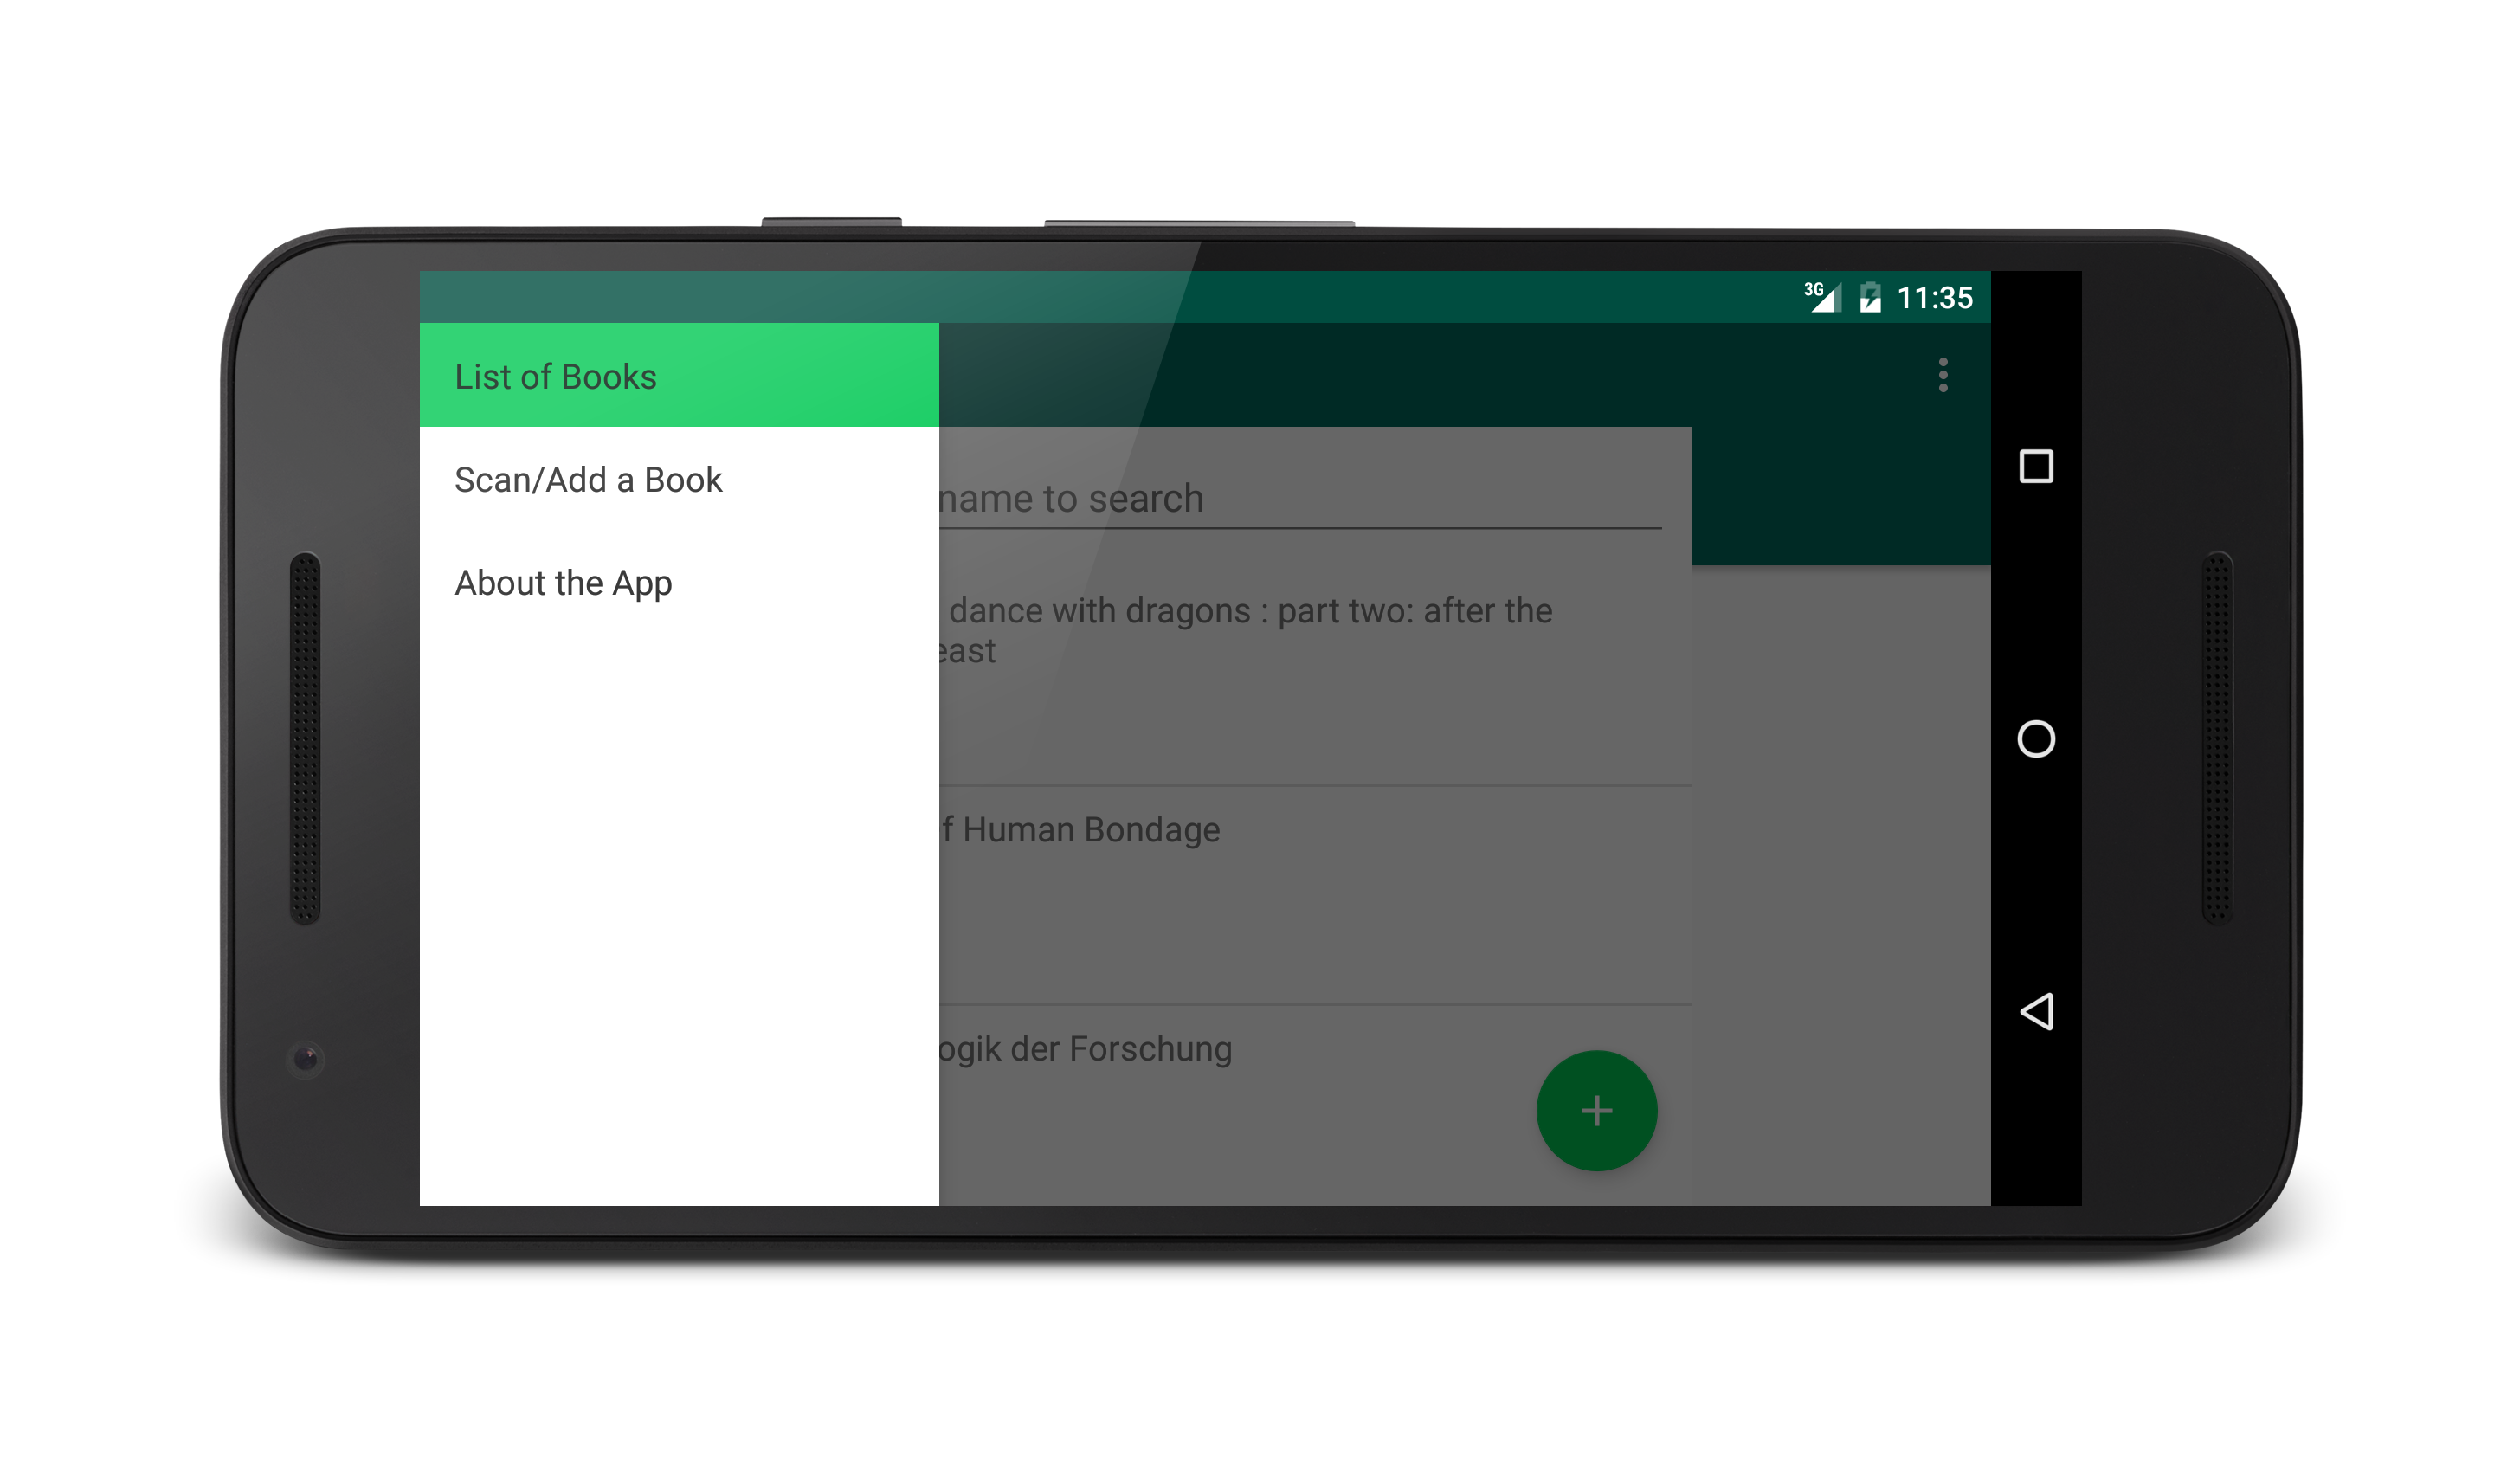 3G 11:35
List of Books
Scan/Add a Book
About the App
name to search
dance with dragons : part two: after the
east
f Human Bondage
ogik der Forschung